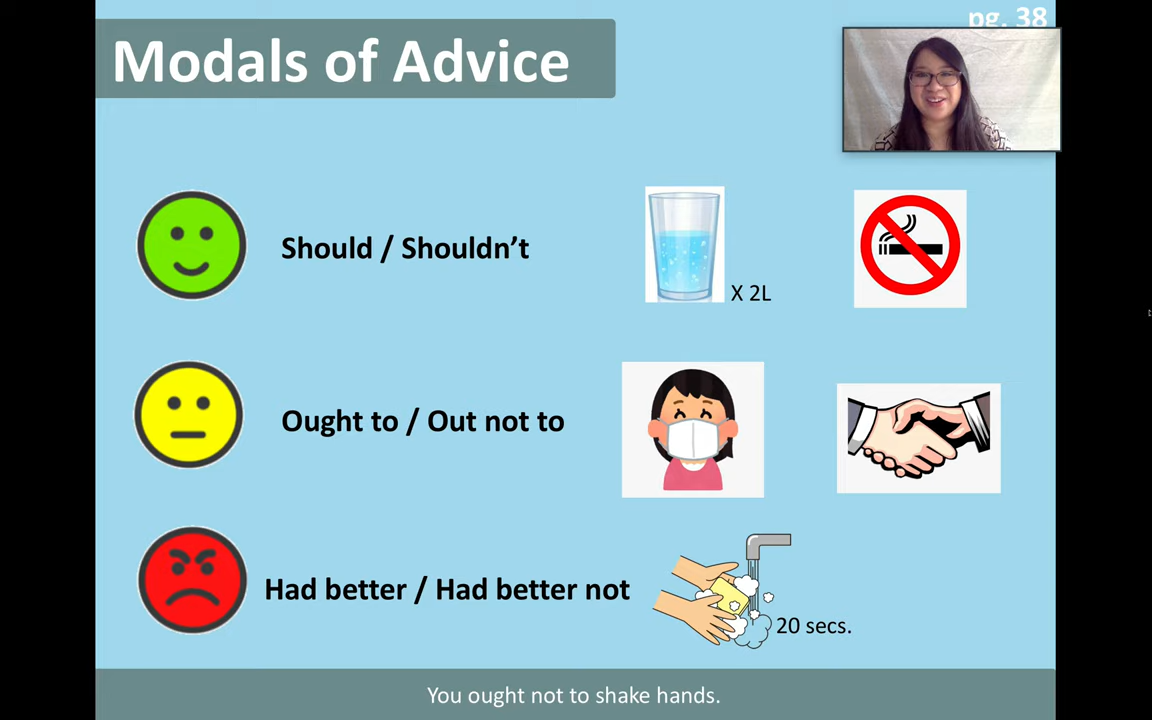 pg. 38
Modals of Advice
Should / Shouldn’t
X 2L
Ought to / Out not to
Had better / Had better not
20 secs.
You ought not to shake hands.